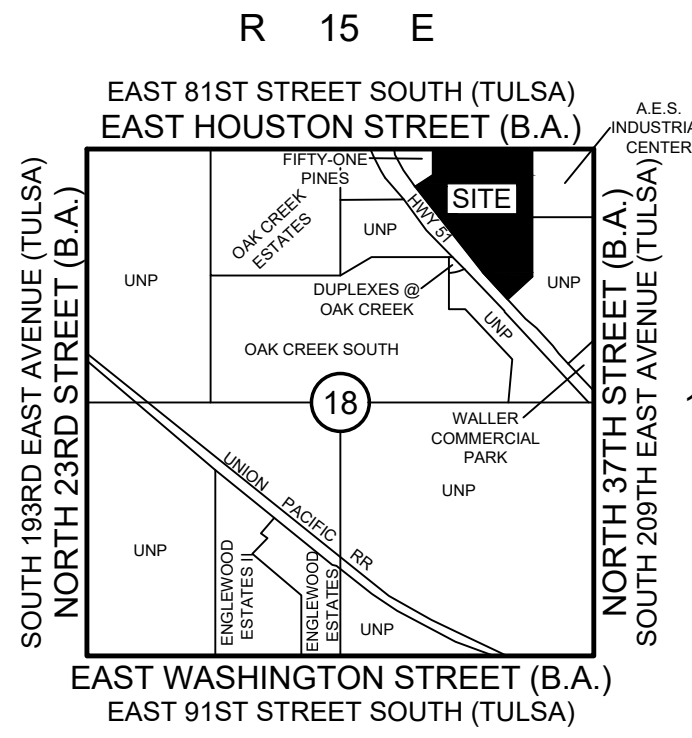 R 15 E
EAST 81ST STREET SOUTH (TULSA)
EAST HOUSTON STREET (B.A.)
A.E.S.
INDUSTRIA
CENTER
FIFTY-ONE
PINES
SITE
OAK CREEK
ESTATES
HWY 51
UNP
UNP
UNP
DUPLEXES @
OAK CREEK
UNP
OAK CREEK SOUTH
18
WALLER
COMMERCIAL
PARK
UNP
UNION PACIFIC RR
UNP
ENGLEWOOD
ESTATES II
ENGLEWOOD
ESTATES
UNP
SOUTH 193RD EAST AVENUE (TULSA)
NORTH 23RD STREET (B.A.)
NORTH 37TH STREET (B.A.)
SOUTH 209TH EAST AVENUE (TULSA)
EAST WASHINGTON STREET (B.A.)
EAST 91ST STREET SOUTH (TULSA)